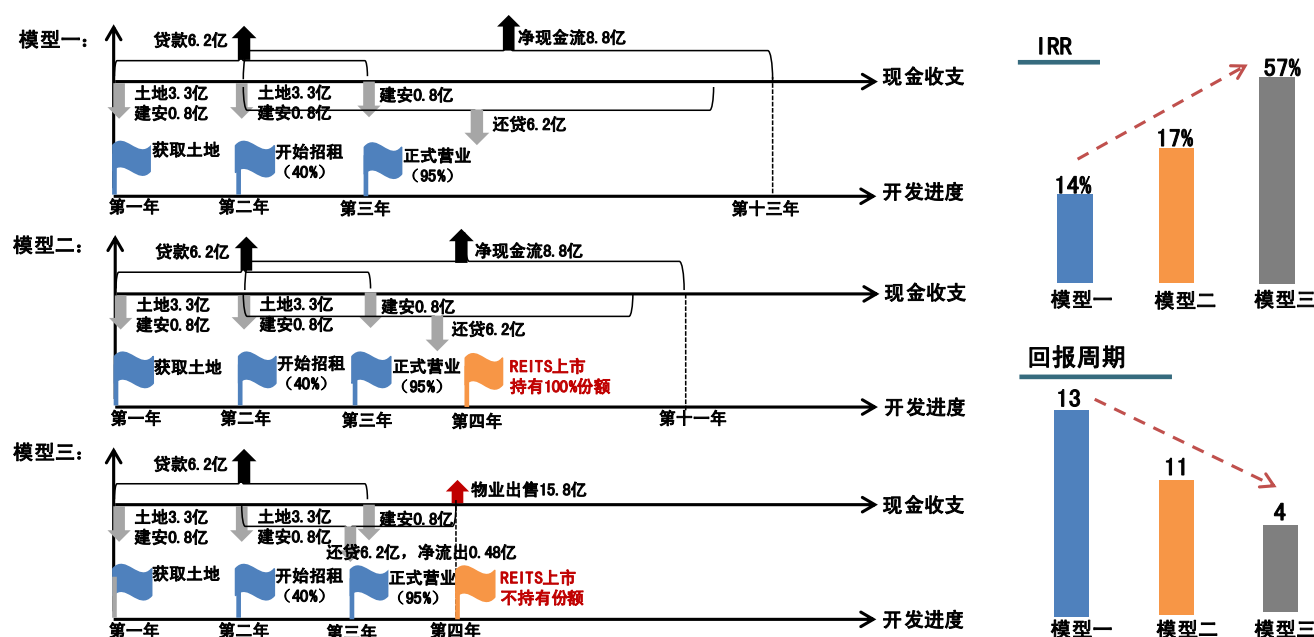 模型一：
贷款6.2亿
净现金流8.8亿
现金收支
土地3.3亿
建安0.8亿
土地3.3亿
建安0.8亿
建安0.8亿
还贷6.2亿
获取土地
开始招租
（40%）
正式营业
（95%）
开发进度
第一年
第二年
第三年
第十三年
模型二：
贷款6.2亿
净现金流8.8亿
现金收支
土地3.3亿
建安0.8亿
土地3.3亿
建安0.8亿
建安0.8亿
还贷6.2亿
获取土地
开始招租
（40%）
正式营业
（95%）
REITS上市
持有100%份额
开发进度
第一年
第二年
第三年
第四年
第十一年
模型三：
贷款6.2亿
物业出售15.8亿
现金收支
土地3.3亿
建安0.8亿
土地3.3亿
建安0.8亿
建安0.8亿
还贷6.2亿，净流出0.48亿
获取土地
开始招租
（40%）
正式营业
（95%）
REITS上市
不持有份额
开发进度
第一年
第二年
第三年
第四年
IRR
57%
17%
14%
模型一
模型二
模型三
回报周期
13
11
4
模型一
模型二
模型三